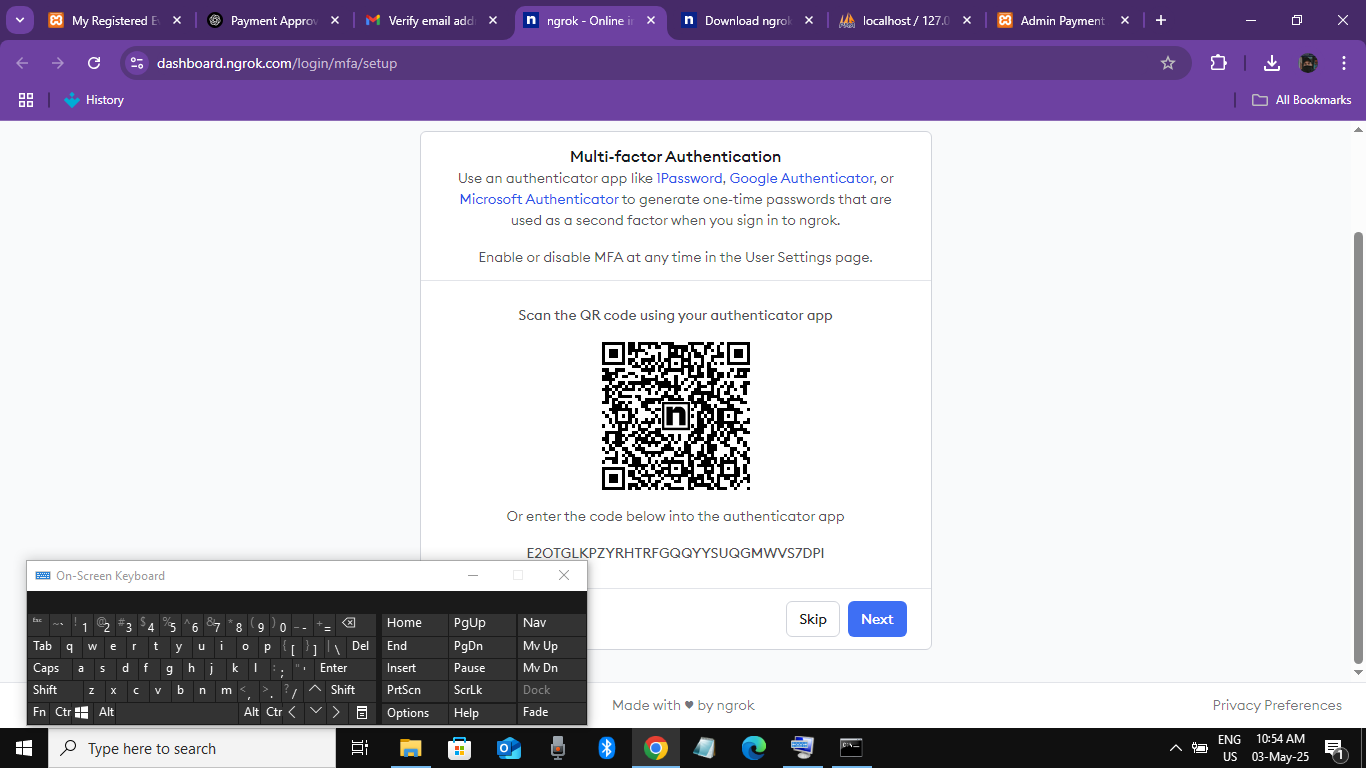 My Registered Ev
Payment Approv
Verify email addr
ngrok - Online in
Download ngrok
localhost / 127.0
Admin Payment
dashboard.ngrok.com/login/mfa/setup
History
All Bookmarks
Multi-factor Authentication
Use an authenticator app like 1Password, Google Authenticator, or
Microsoft Authenticator to generate one-time passwords that are
used as a second factor when you sign in to ngrok.
Enable or disable MFA at any time in the User Settings page.
Scan the QR code using your authenticator app
n
Or enter the code below into the authenticator app
E2OTGLKPZYRHTRFGQQYYSUQGMWVS7DPI
Skip
Next
On-Screen Keyboard
Esc ~` !1 @2 #3 $4 %5 ^6 &7 *8 (9 )0 _- += Home PgUp Nav
Tab q w e r t y u i o p {[ }] |\ Del End PgDn Mv Up
Caps a s d f g h j k l :; "' Enter Insert Pause Mv Dn
Shift z x c v b n m <, >. ?/ Shift PrtScn ScrLk Dock
Fn Ctr Alt Alt Ctr Options Help Fade
Made with ♥ by ngrok
Privacy Preferences
Type here to search
ENG
US
10:54 AM
03-May-25
1